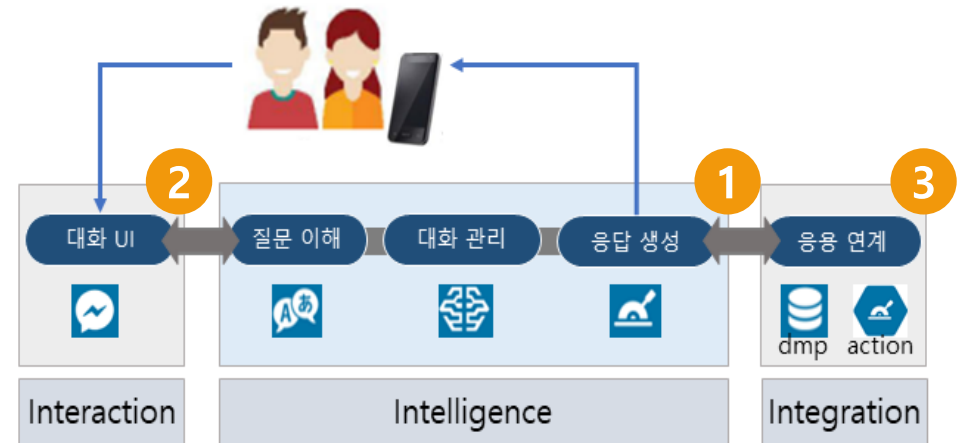 2
1
3
대화 UI
질문 이해
대화 관리
응답 생성
응용 연계
A あ
dmp
action
Interaction
Intelligence
Integration